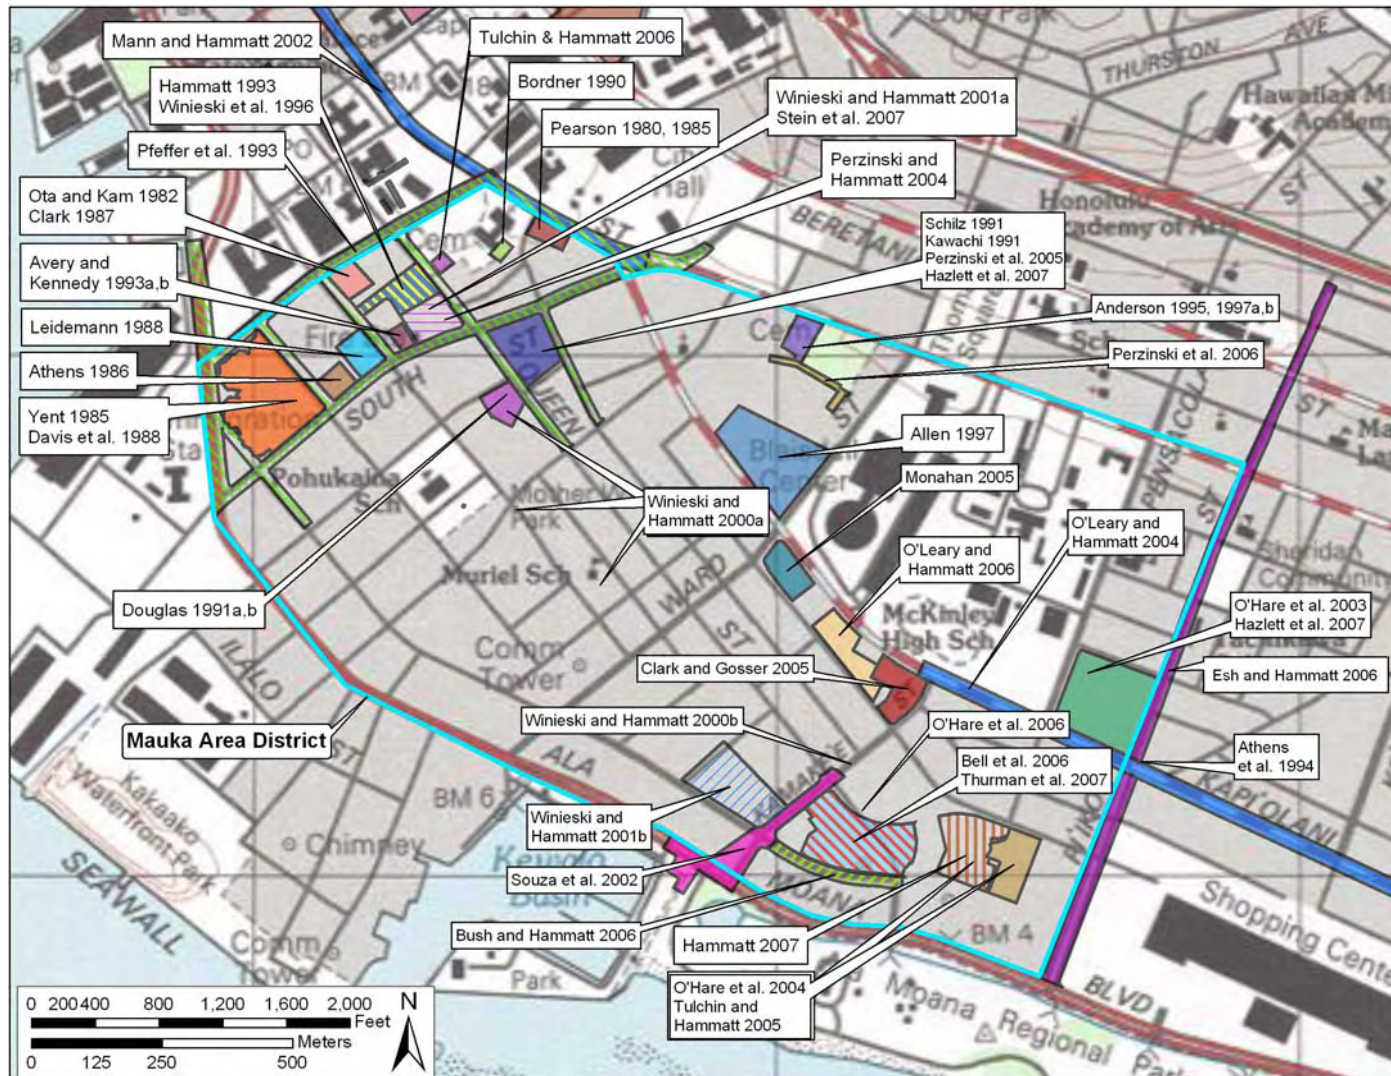 Mann and Hammatt 2002
Tulchin & Hammatt 2006
Hammatt 1993
Winieski et al. 1996
Bordner 1990
Winieski and Hammatt 2001a
Stein et al. 2007
Pearson 1980, 1985
Pfeffer et al. 1993
Perzinski and
Hammatt 2004
Ota and Kam 1982
Clark 1987
Schilz 1991
Kawachi 1991
Perzinski et al. 2005
Hazlett et al. 2007
Avery and
Kennedy 1993a,b
Anderson 1995, 1997a,b
Leidemann 1988
Perzinski et al. 2006
Athens 1986
Yent 1985
Davis et al. 1988
Allen 1997
Monahan 2005
Winieski and
Hammatt 2000a
O'Leary and
Hammatt 2004
O'Leary and
Hammatt 2006
Douglas 1991a,b
O'Hare et al. 2003
Hazlett et al. 2007
Clark and Gosser 2005
Esh and Hammatt 2006
Winieski and Hammatt 2000b
O'Hare et al. 2006
Mauka Area District
Bell et al. 2006
Thurman et al. 2007
Athens
et al. 1994
Winieski and
Hammatt 2001b
Souza et al. 2002
Bush and Hammatt 2006
Hammatt 2007
O'Hare et al. 2004
Tulchin and
Hammatt 2005
THURSTON AVE
Hall
ST
BERETANI
Honolulu
Academy of Arts
SOUTH
ST
Pohukaina
Sch
Muriel Sch
WARD
ST
PENSACOLA
ST
McKinley
High Sch
Sheridan
Community
Comm
Tower
ILALO
ST
ALA
MOANA
BLVD
BM 6
Chimney
Kakaako
Waterfront Park
SEAWALL
Kewalo
Basin
Comm
Tower
Park
KAPIOLANI
BM 4
Shopping Center
Moana Regional
0 200 400 800 1,200 1,600 2,000
Feet
Meters
0 125 250 500
N